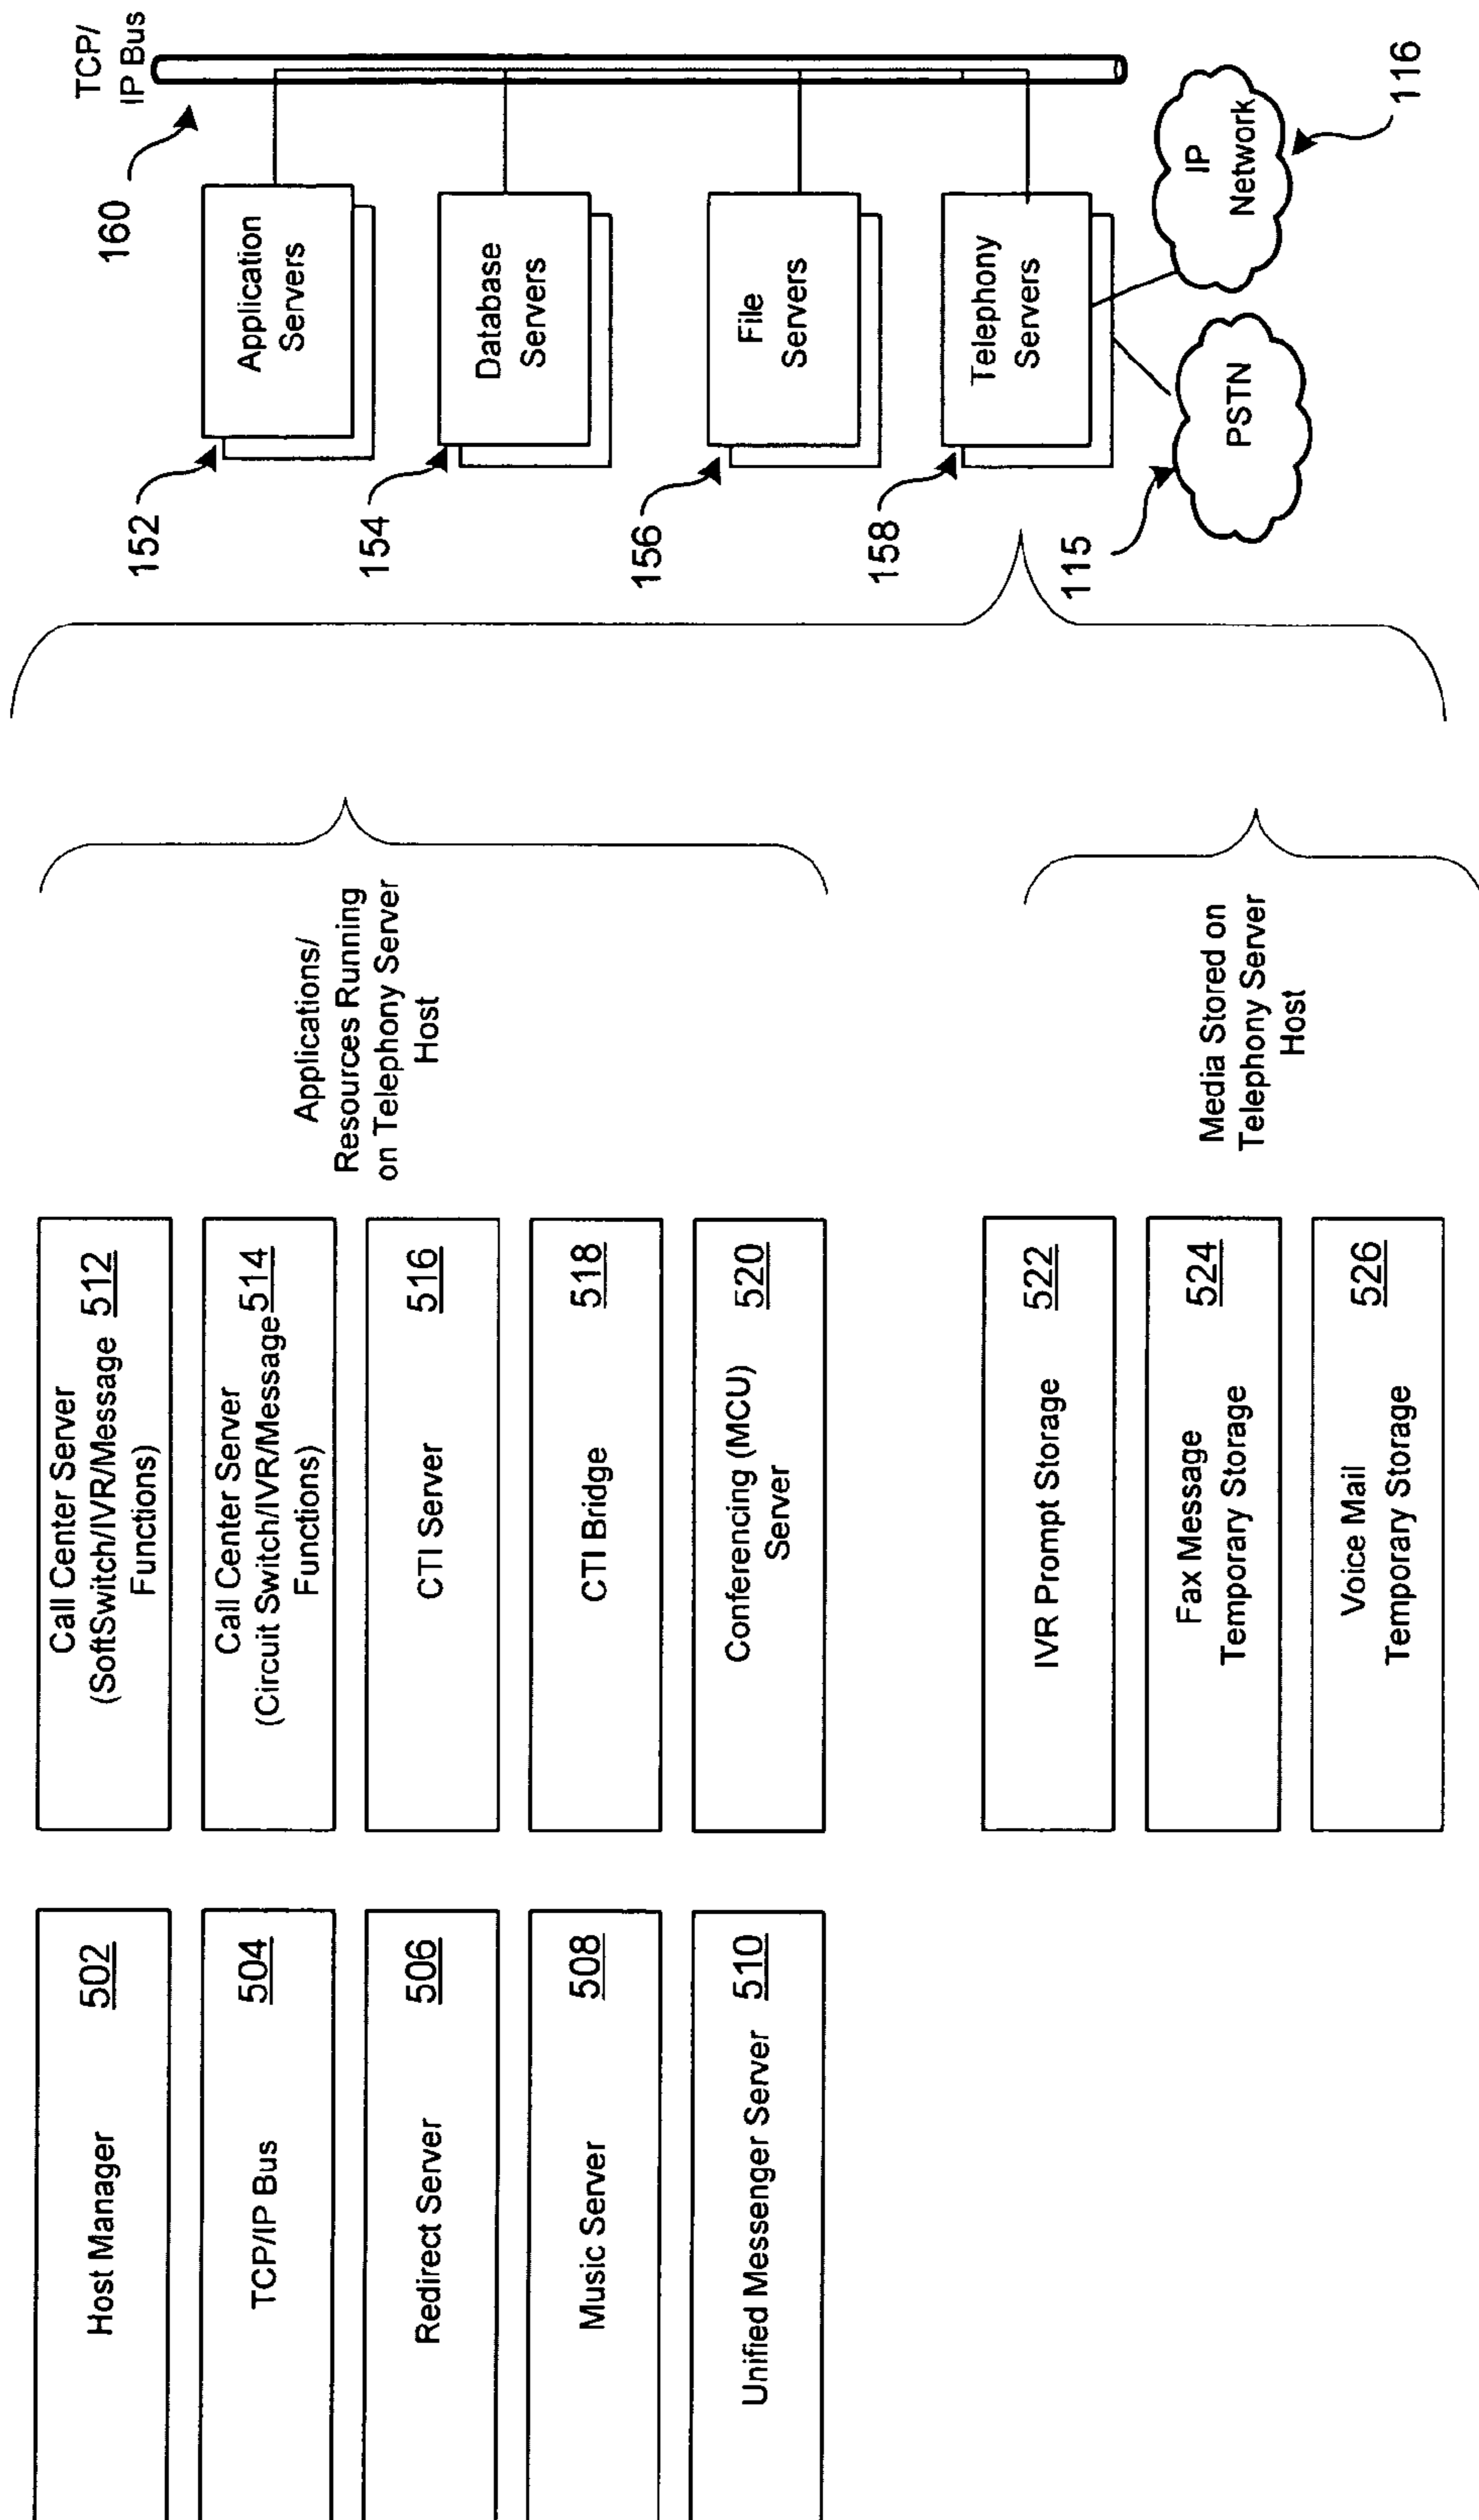 Host Manager 502
TCP/IP Bus 504
Redirect Server 506
Music Server 508
Unified Messenger Server 510
Call Center Server
(SoftSwitch/IVR/Message 512
Functions)
Call Center Server
(Circuit Switch/IVR/Message 514
Functions)
CTI Server 516
CTI Bridge 518
Conferencing (MCU) 520
Server
IVR Prompt Storage 522
Fax Message 524
Temporary Storage
Voice Mail 526
Temporary Storage
Applications/
Resources Running
on Telephony Server
Host
Media Stored on
Telephony Server
Host
TCP/
IP Bus
160
Application
Servers
152
Database
Servers
154
File
Servers
156
Telephony
Servers
158
115
PSTN
IP
Network
116